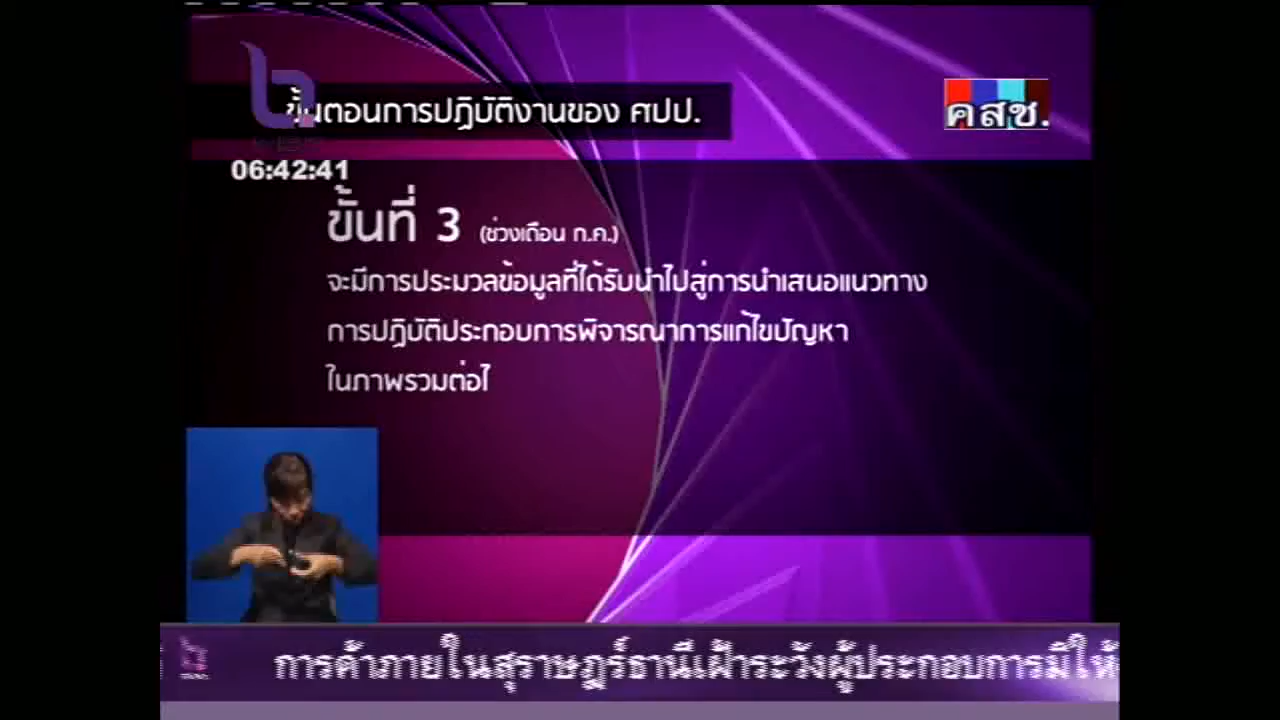 ขั้นตอนการปฏิบัติงานของ ศปป.
คสช.
06:42:41
ขั้นที่ 3 (ช่วงเดือน ก.ค.)
จะมีการประมวลข้อมูลที่ได้รับนำไปสู่การนำเสนอแนวทาง
การปฏิบัติประกอบการพิจารณาการแก้ไขปัญหา
ในภาพรวมต่อไ
การค้าภายในสุราษฎร์ธานีเฝ้าระวังผู้ประกอบการมิให้